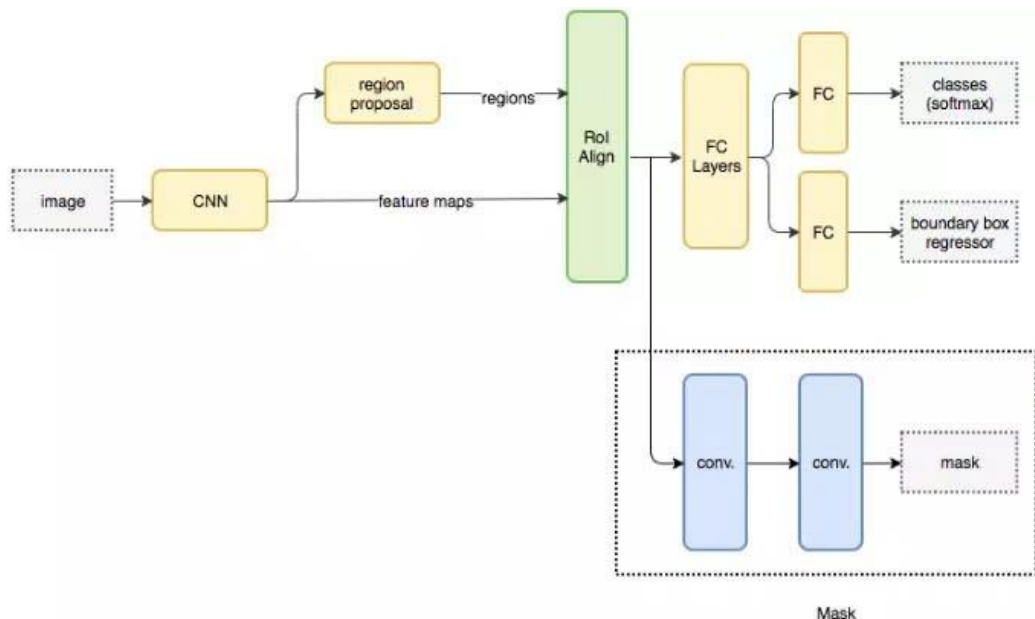 region
proposal
regions
RoI
Align
FC
Layers
FC
classes
(softmax)
image
CNN
feature maps
FC
boundary box
regressor
conv.
conv.
mask
Mask